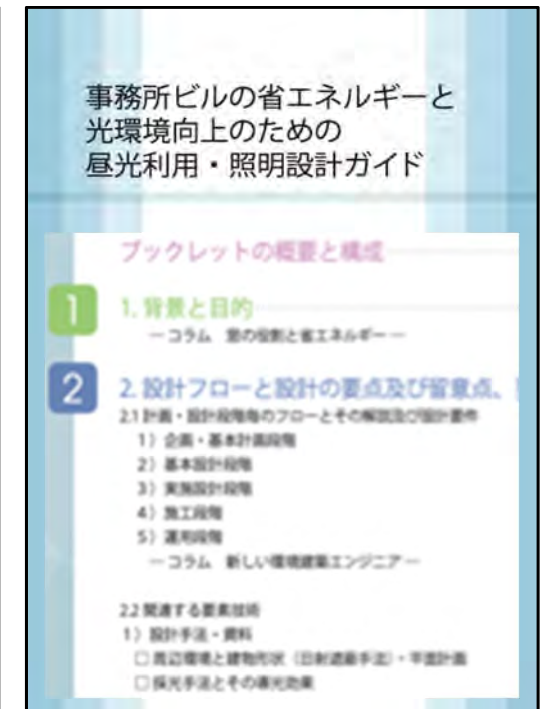 事務所ビルの省エネルギーと
光環境向上のための
昼光利用・照明設計ガイド
ブックレットの概要と構成
1
1. 背景と目的
ーコラム 窓の役割と省エネルギーー
2
2. 設計フローと設計の要点及び留意点、
2.1 計画・設計段階毎のフローとその解説及び設計要件
1）企画・基本計画段階
2）基本設計段階
3）実施設計段階
4）施工段階
5）運用段階
ーコラム 新しい環境建築エンジニアー
2.2 関連する要素技術
1）設計手法・資料
□ 周辺環境と建物形状（日射遮蔽手法）・平面計画
□ 採光手法とその導光効果